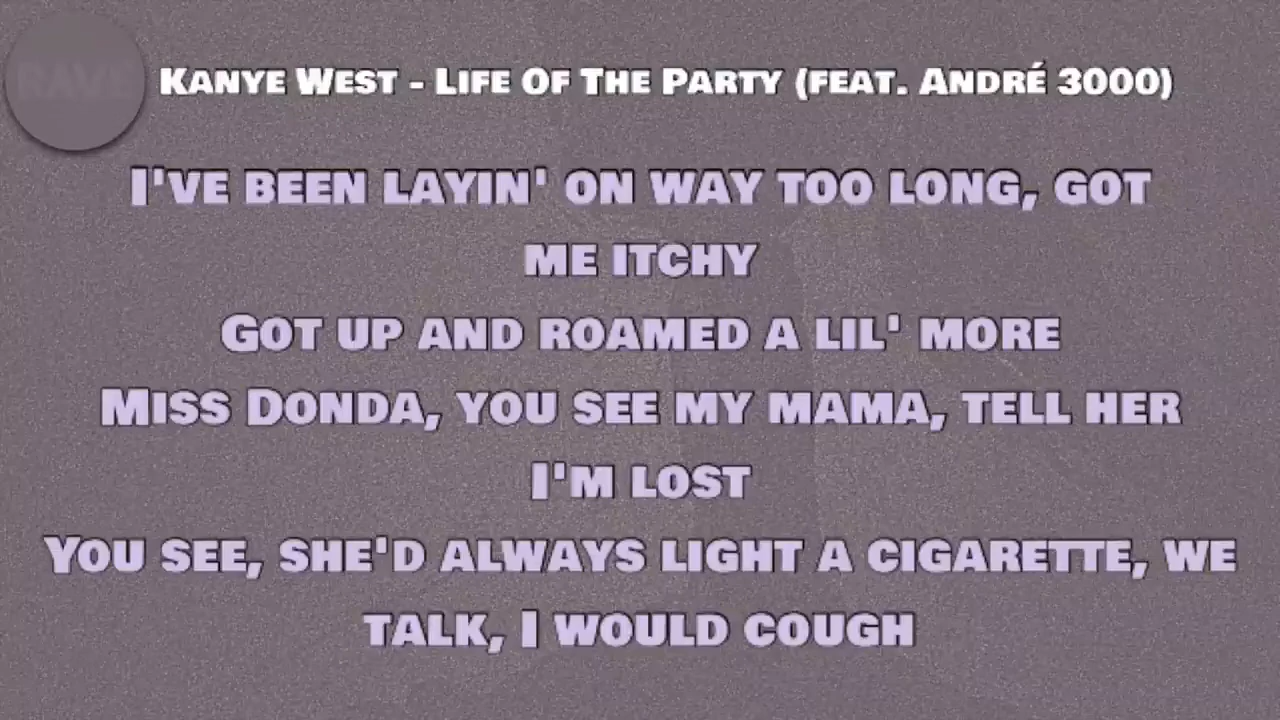 RAVE
Kanye West - Life Of The Party (feat. André 3000)
I've been layin' on way too long, got
me itchy
Got up and roamed a lil' more
Miss Donda, you see my mama, tell her
I'm lost
You see, she'd always light a cigarette, we
talk, I would cough